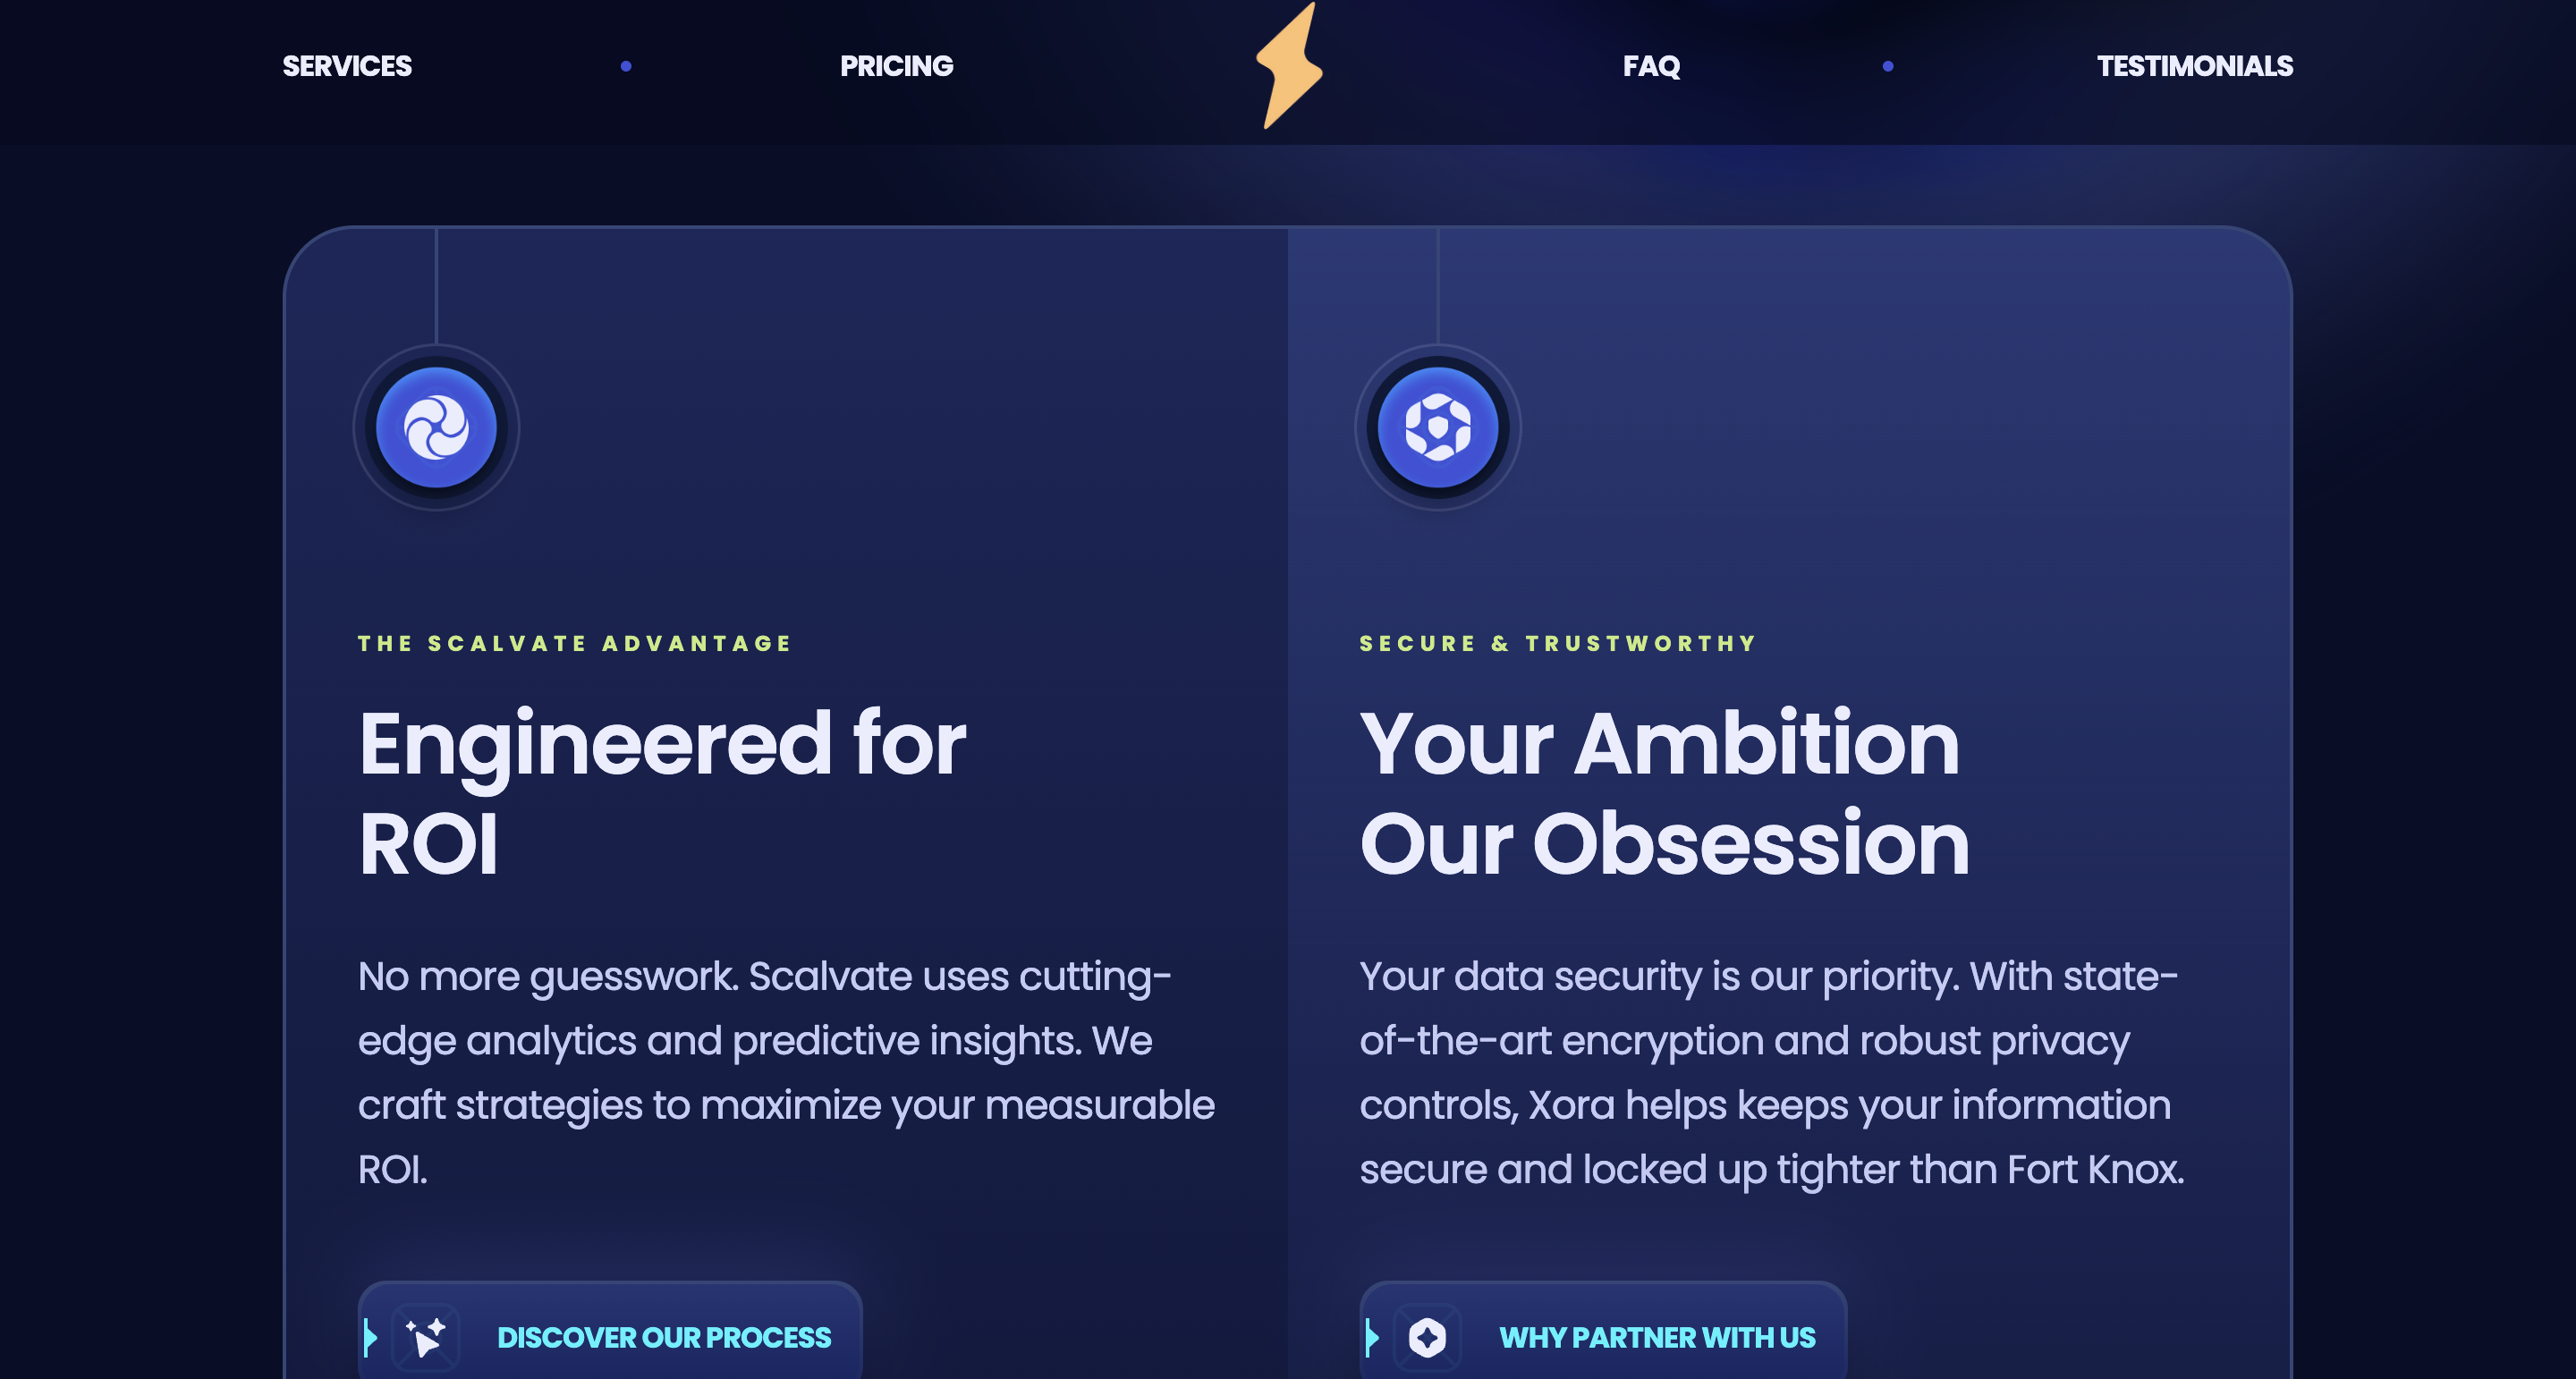 SERVICES
PRICING
FAQ
TESTIMONIALS
THE SCALVATE ADVANTAGE
Engineered for
ROI
No more guesswork. Scalvate uses cutting-
edge analytics and predictive insights. We
craft strategies to maximize your measurable
ROI.
DISCOVER OUR PROCESS
SECURE & TRUSTWORTHY
Your Ambition
Our Obsession
Your data security is our priority. With state-
of-the-art encryption and robust privacy
controls, Xora helps keeps your information
secure and locked up tighter than Fort Knox.
WHY PARTNER WITH US